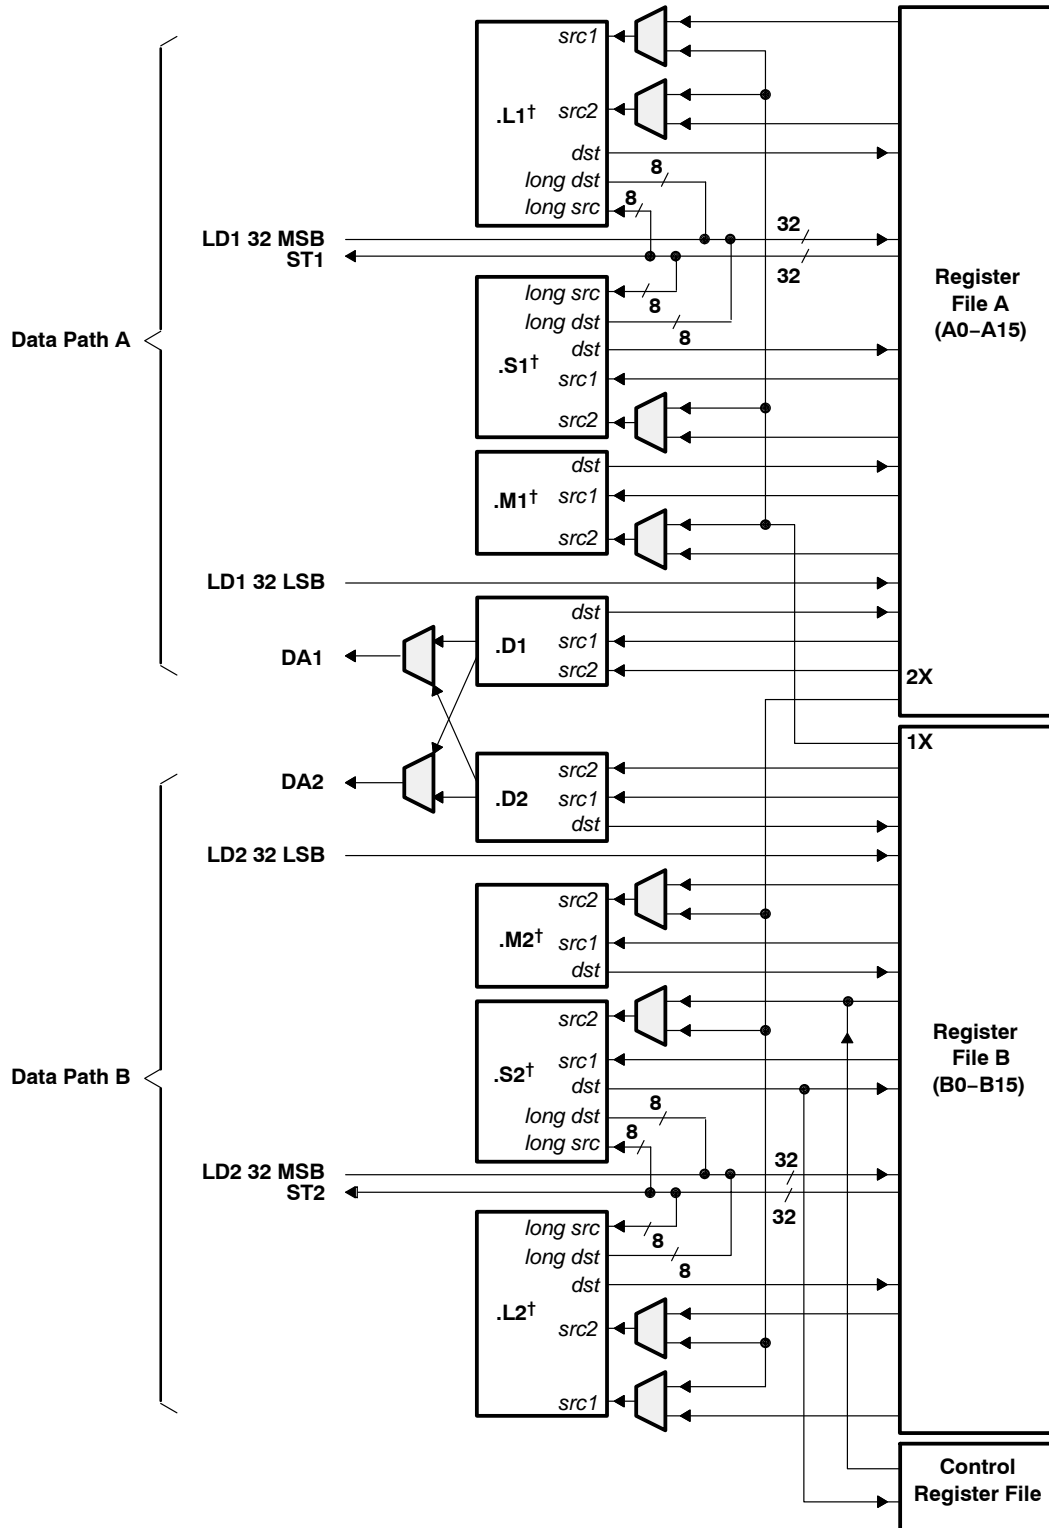 src1
.L1†
src2
dst
long dst
8
long src
8
LD1 32 MSB
32
ST1
32
Register
File A
(A0−A15)
long src
8
long dst
8
dst
Data Path A
.S1†
src1
src2
dst
.M1†
src1
src2
LD1 32 LSB
dst
.D1
src1
DA1
src2
2X
1X
DA2
src2
.D2
src1
dst
LD2 32 LSB
src2
.M2†
src1
dst
src2
Register
File B
(B0−B15)
src1
Data Path B
.S2†
dst
8
long dst
8
long src
32
LD2 32 MSB
ST2
32
long src
8
long dst
8
dst
.L2†
src2
src1
Control
Register File